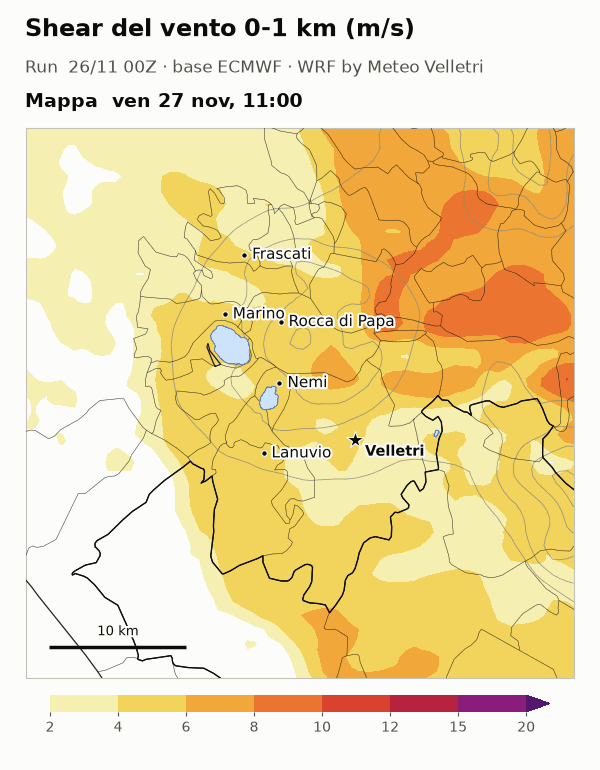 Shear del vento 0-1 km (m/s)
Run  26/11 00Z · base ECMWF · WRF by Meteo Velletri
Mappa  ven 27 nov, 11:00
Frascati
Marino
Rocca di Papa
Nemi
Velletri
Lanuvio
10 km
2 4 6 8 10 12 15 20